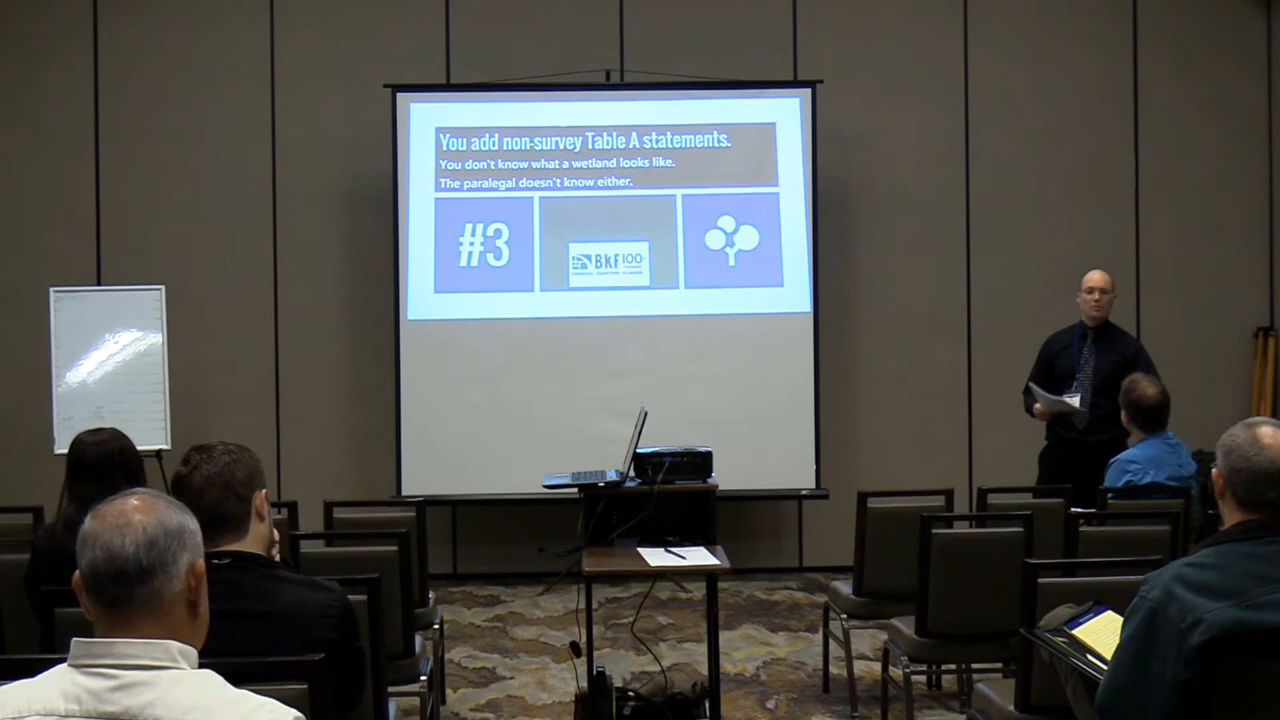 You add non-survey Table A statements.
You don't know what a wetland looks like.
The paralegal doesn't know either.
#3
BKF 100+